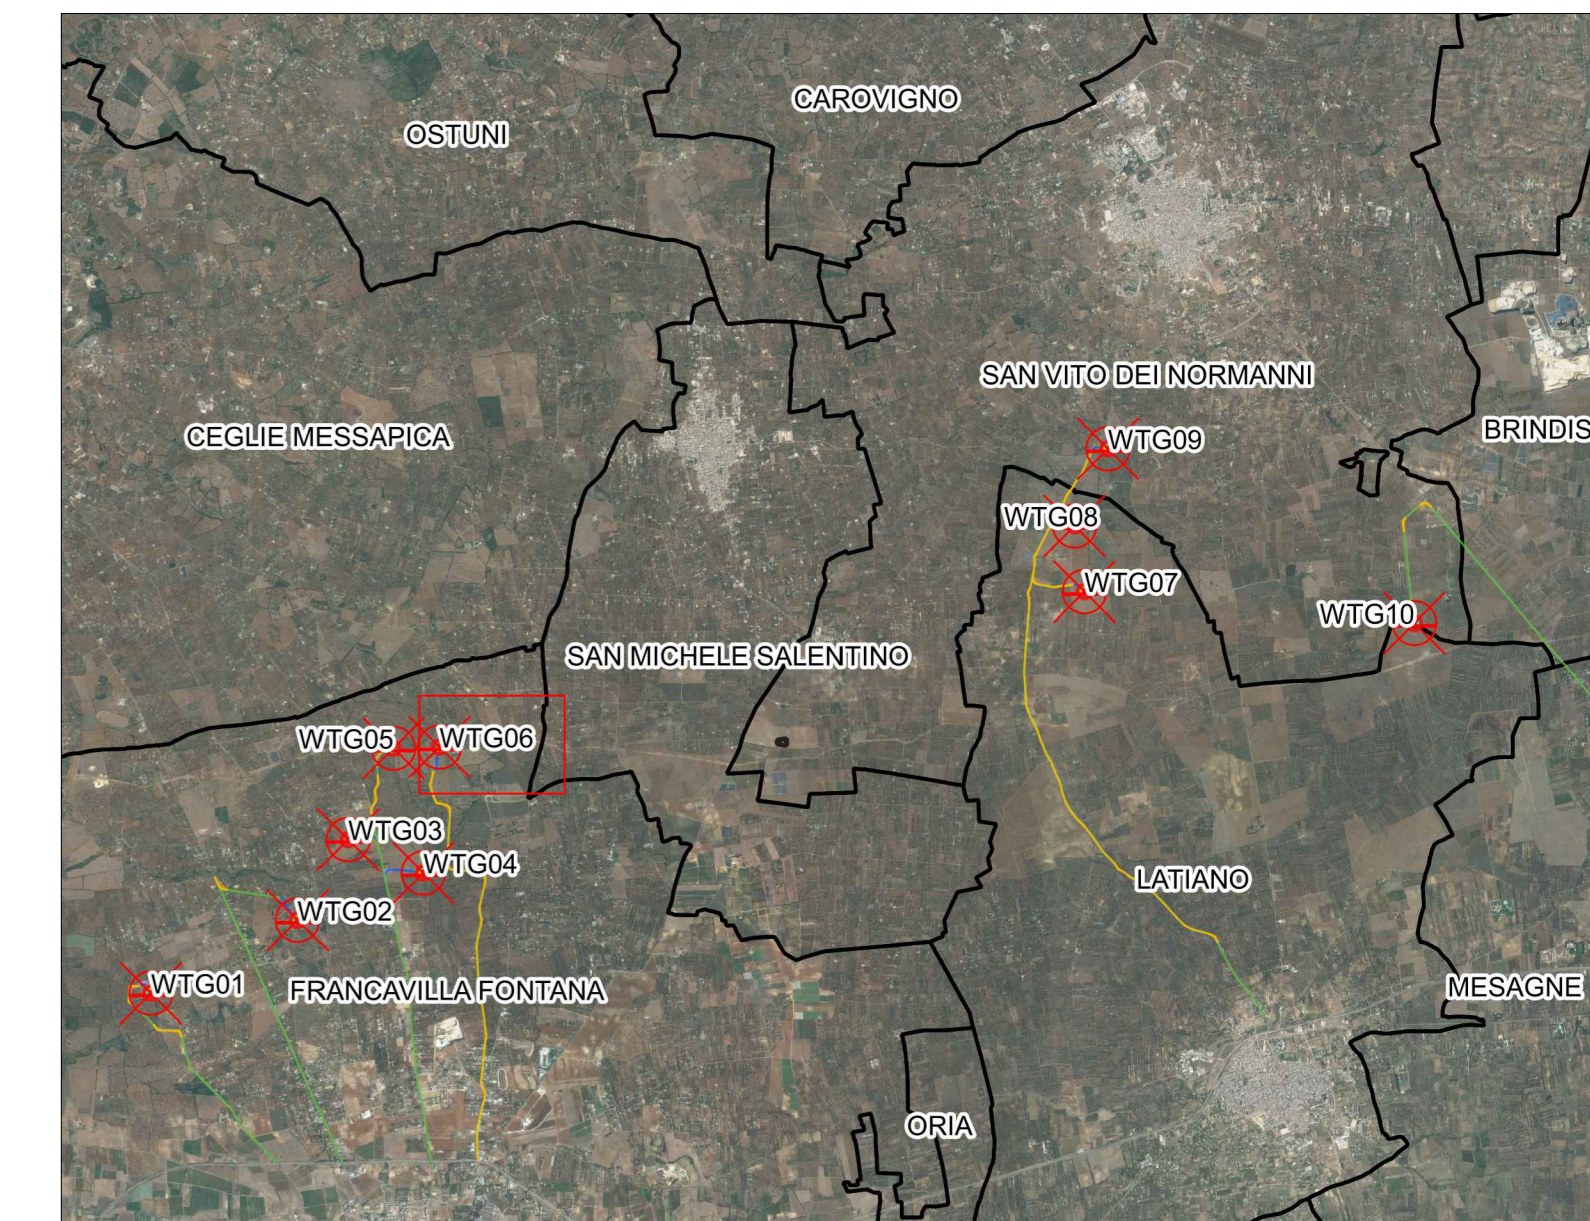 CAROVIGNO
OSTUNI
SAN VITO DEI NORMANNI
CEGLIE MESSAPICA
BRINDIS
WTG09
WTG08
WTG07
WTG10
SAN MICHELE SALENTINO
WTG05
WTG06
WTG03
WTG04
LATIANO
WTG02
WTG01
FRANCAVILLA FONTANA
MESAGNE
ORIA